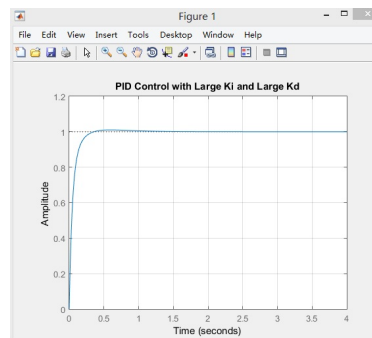 Figure 1
File Edit View Insert Tools Desktop Window Help
PID Control with Large Ki and Large Kd
1.2
1
0.8
0.6
0.4
0.2
0
Amplitude
0 0.5 1 1.5 2 2.5 3 3.5 4
Time (seconds)